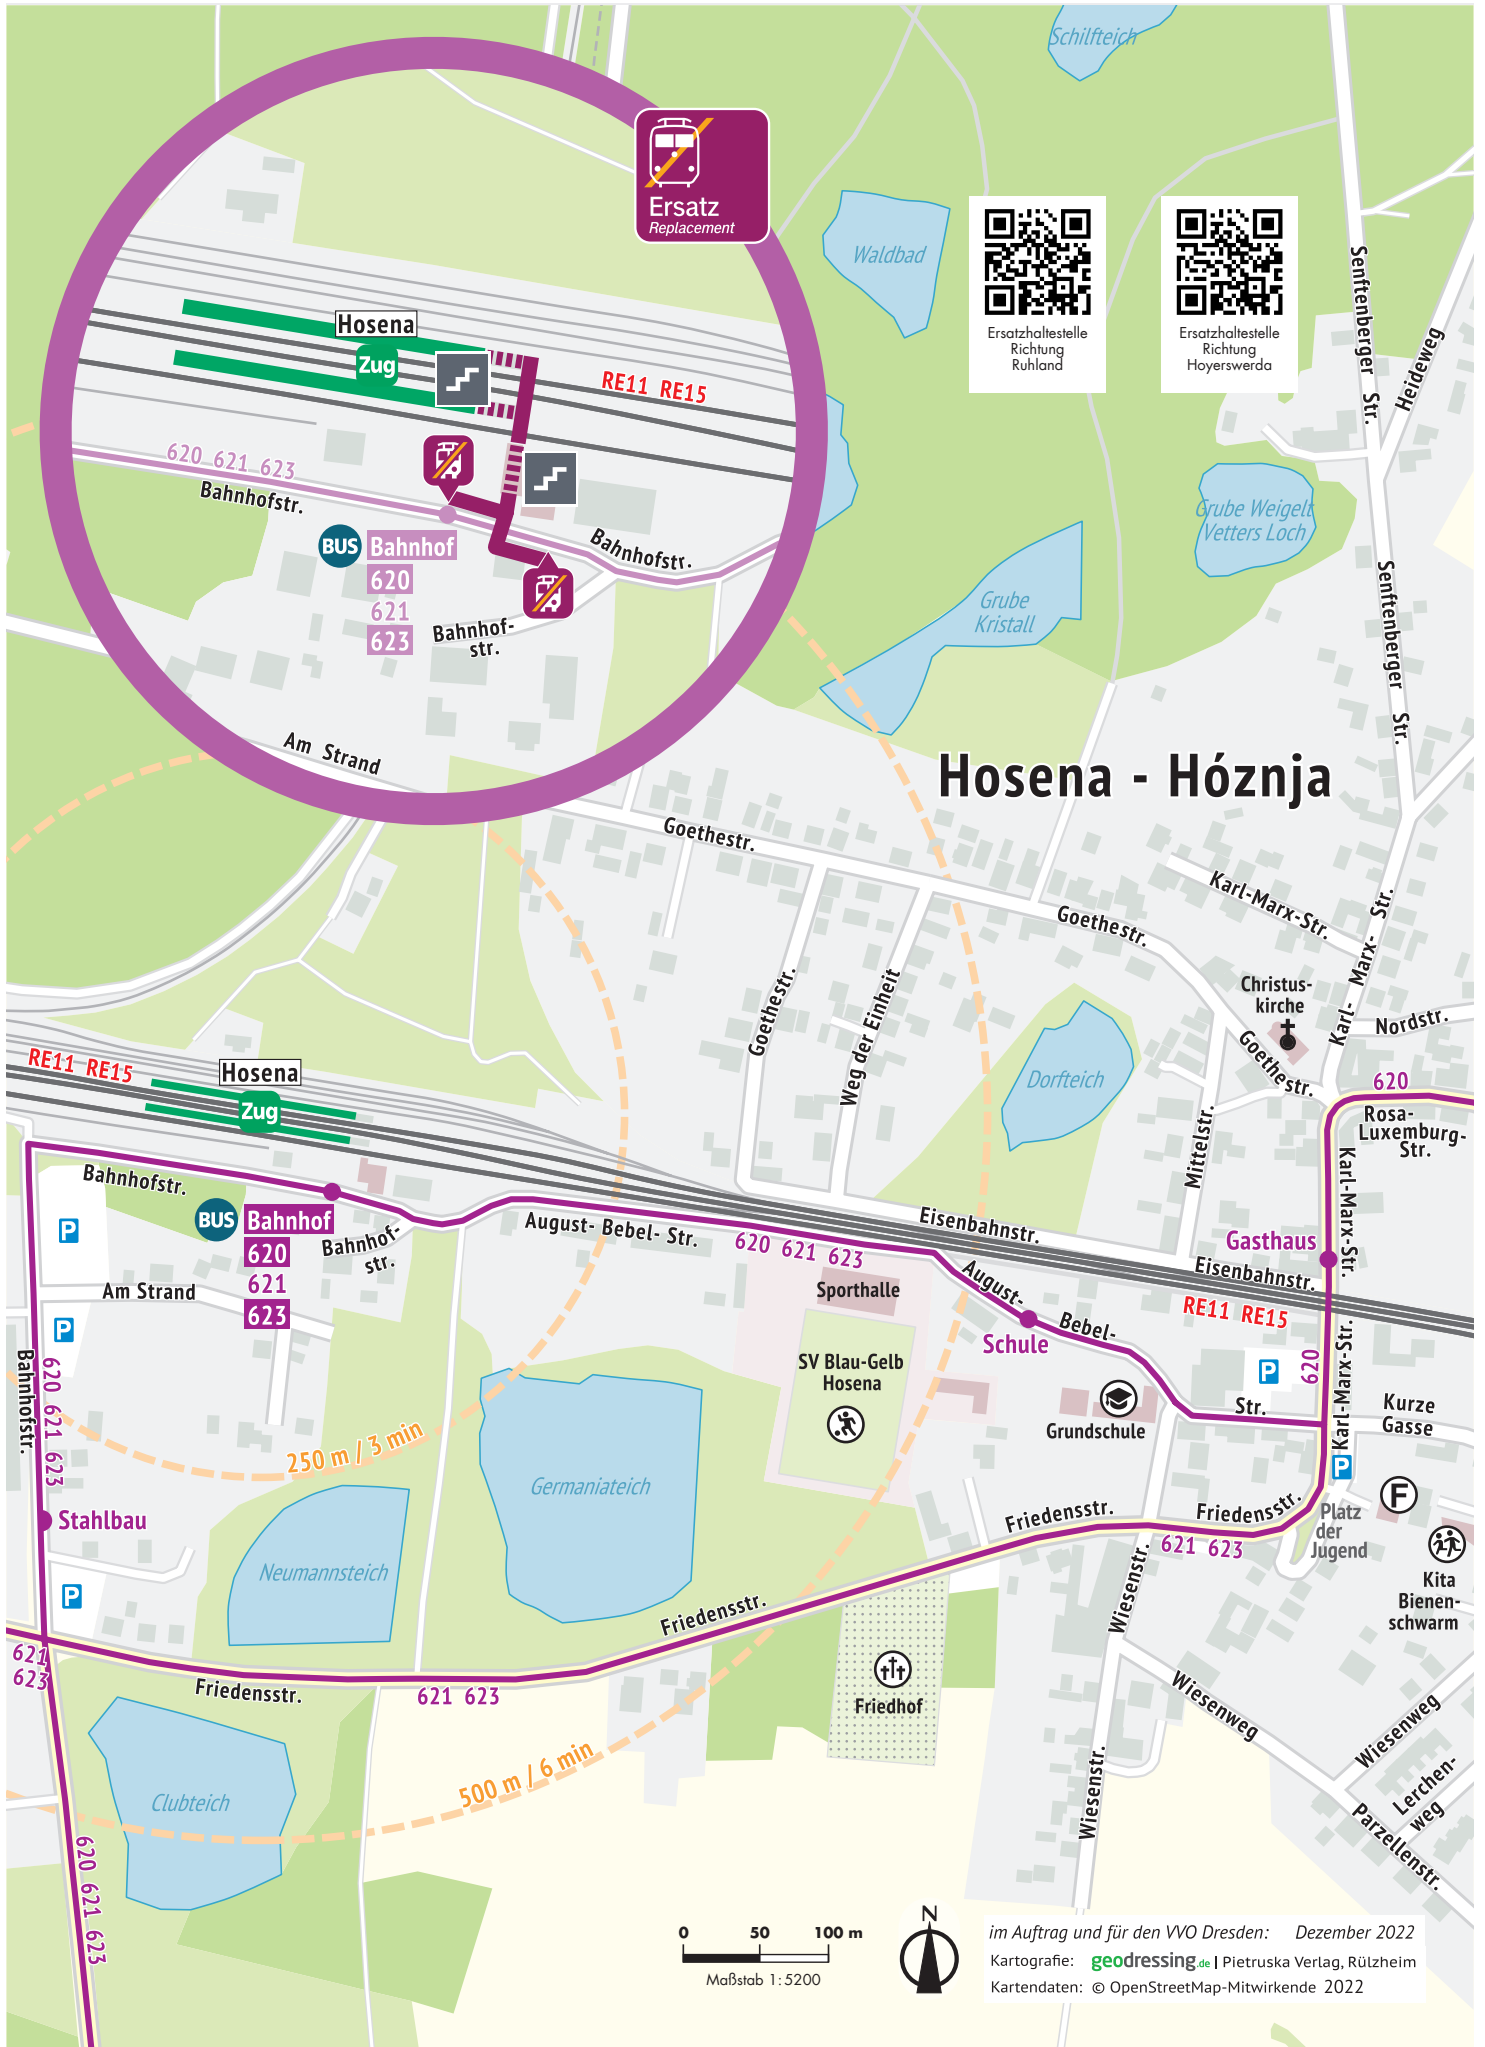 Schilfteich
Ersatz
Replacement
Waldbad
Ersatzhaltestelle
Richtung
Ruhland
Ersatzhaltestelle
Richtung
Hoyerswerda
Senftenberger Str.
Heideweg
Hosena
Zug
RE11 RE15
620 621 623
Bahnhofstr.
BUS Bahnhof
620
621
623
Bahnhofstr.
Bahnhof-
str.
Grube Weigelt
Vetters Loch
Grube
Kristall
Senftenberger Str.
Am Strand
Hosena - Hóznja
Goethestr.
Karl-Marx-Str.
Goethestr.
Karl- Marx- Str.
Goethestr.
Weg der Einheit
Christus-
kirche
Nordstr.
Goethestr.
RE11 RE15
Hosena
Zug
Dorfteich
620
Rosa-
Luxemburg-
Str.
Mittelstr.
Karl-Marx-Str.
Bahnhofstr.
BUS Bahnhof
620
621
623
Bahnhof-
str.
August- Bebel- Str.
620 621 623
Eisenbahnstr.
Gasthaus
Eisenbahnstr.
RE11 RE15
P
Am Strand
P
Sporthalle
August-
Bebel-
Schule
620
Karl-Marx-Str.
P
SV Blau-Gelb
Hosena
Bahnhofstr.
620 621 623
Str.
Kurze
Gasse
Grundschule
250 m / 3 min
Germaniateich
P
F
Stahlbau
Friedensstr.
Friedensstr.
621 623
Platz
der
Jugend
Neumannsteich
P
Wiesenstr.
Kita
Bienen-
schwarm
Friedensstr.
621
623
Friedensstr.
621 623
Friedhof
Wiesenweg
Wiesenweg
Clubteich
500 m / 6 min
Wiesenstr.
Lerchen-
weg
Parzellenstr.
620 621 623
0 50 100 m
Maßstab 1:5200
N
im Auftrag und für den VVO Dresden: Dezember 2022
Kartografie: geodressing.de | Pietruska Verlag, Rülzheim
Kartendaten: © OpenStreetMap-Mitwirkende 2022